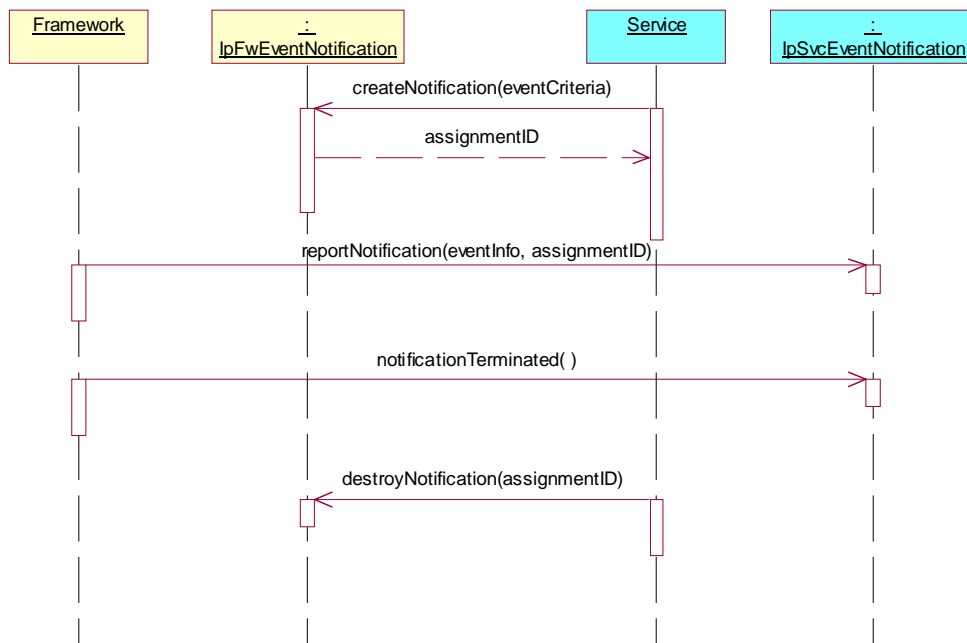 Framework
:
IpFwEventNotification
Service
:
IpSvcEventNotification
createNotification(eventCriteria)
assignmentID
reportNotification(eventInfo, assignmentID)
notificationTerminated( )
destroyNotification(assignmentID)